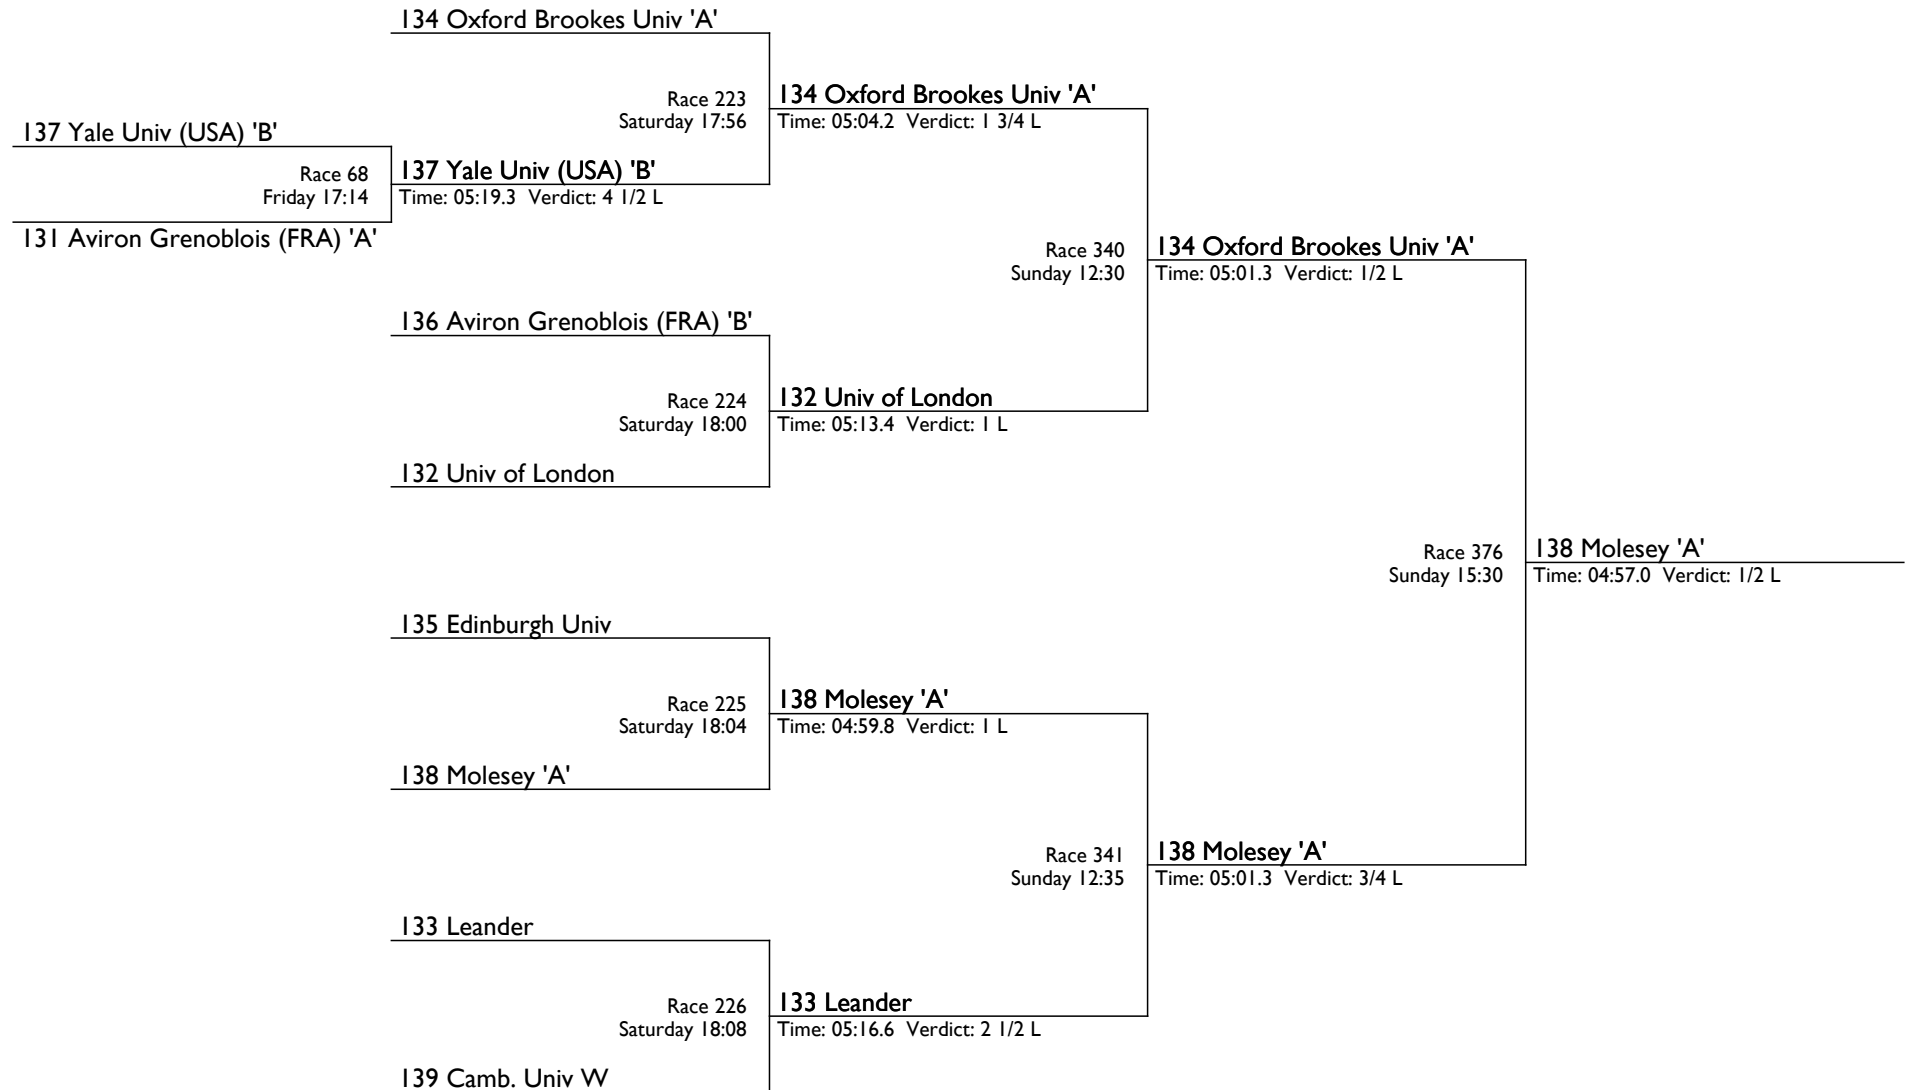 134 Oxford Brookes Univ 'A'
Race 223
Saturday 17:56
134 Oxford Brookes Univ 'A'
Time: 05:04.2 Verdict: 1 3/4 L
137 Yale Univ (USA) 'B'
Race 68
Friday 17:14
137 Yale Univ (USA) 'B'
Time: 05:19.3 Verdict: 4 1/2 L
131 Aviron Grenoblois (FRA) 'A'
Race 340
Sunday 12:30
134 Oxford Brookes Univ 'A'
Time: 05:01.3 Verdict: 1/2 L
136 Aviron Grenoblois (FRA) 'B'
Race 224
Saturday 18:00
132 Univ of London
Time: 05:13.4 Verdict: 1 L
132 Univ of London
Race 376
Sunday 15:30
138 Molesey 'A'
Time: 04:57.0 Verdict: 1/2 L
135 Edinburgh Univ
Race 225
Saturday 18:04
138 Molesey 'A'
Time: 04:59.8 Verdict: 1 L
138 Molesey 'A'
Race 341
Sunday 12:35
138 Molesey 'A'
Time: 05:01.3 Verdict: 3/4 L
133 Leander
Race 226
Saturday 18:08
133 Leander
Time: 05:16.6 Verdict: 2 1/2 L
139 Camb. Univ W